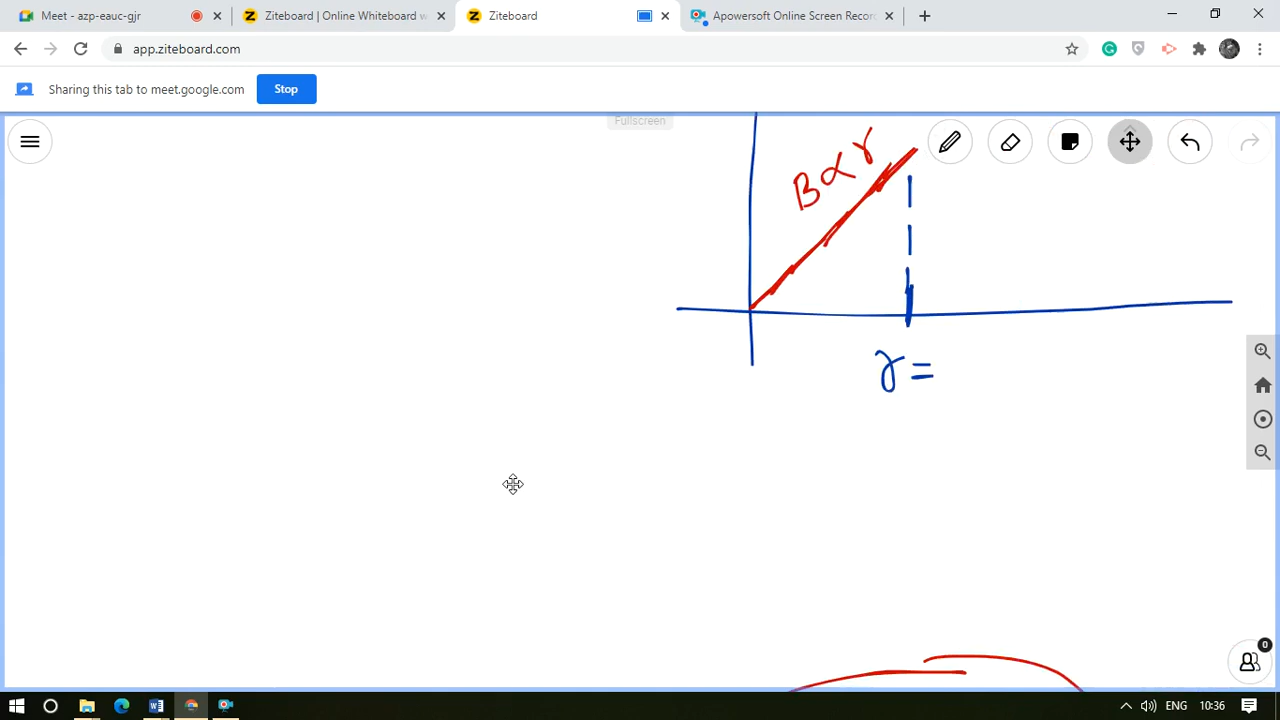 Meet - azp-eauc-gjr
Ziteboard | Online Whiteboard w
Ziteboard
Apowersoft Online Screen Recor
app.ziteboard.com
Sharing this tab to meet.google.com
Stop
Fullscreen
B∝r
r=
0
ENG
10:36